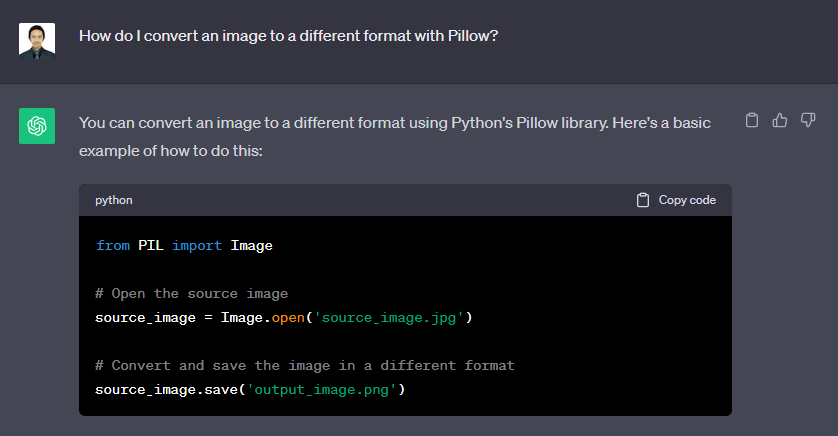 How do I convert an image to a different format with Pillow?
You can convert an image to a different format using Python's Pillow library. Here's a basic
example of how to do this:
python Copy code
from PIL import Image
# Open the source image
source_image = Image.open('source_image.jpg')
# Convert and save the image in a different format
source_image.save('output_image.png')